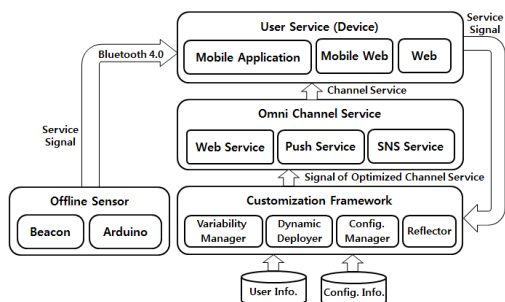 User Service (Device)
Service
Signal
Bluetooth 4.0
Mobile Application
Mobile Web
Web
Channel Service
Omni Channel Service
Service
Signal
Web Service
Push Service
SNS Service
Signal of Optimized Channel Service
Offline Sensor
Customization Framework
Beacon
Arduino
Variability
Manager
Dynamic
Deployer
Config.
Manager
Reflector
User Info.
Config. Info.